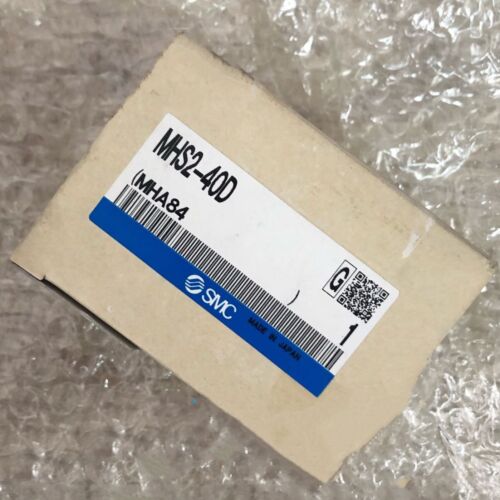 MHS2-40D
(MHA84
)
G
1
SMC
MADE IN JAPAN